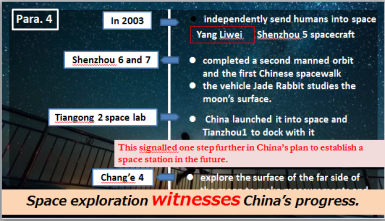 Para. 4
In 2003
independently send humans into space
Yang Liwei
Shenzhou 5 spacecraft
Shenzhou 6 and 7
completed a second manned orbit
and the first Chinese spacewalk
the vehicle Jade Rabbit studies the
moon's surface.
Tiangong 2 space lab
China launched it into space and
Tianzhou1 to dock with it
This signalled one step further in China's plan to establish a
space station in the future.
Chang'e 4
explore the surface of the far side of
Space exploration witnesses China's progress.